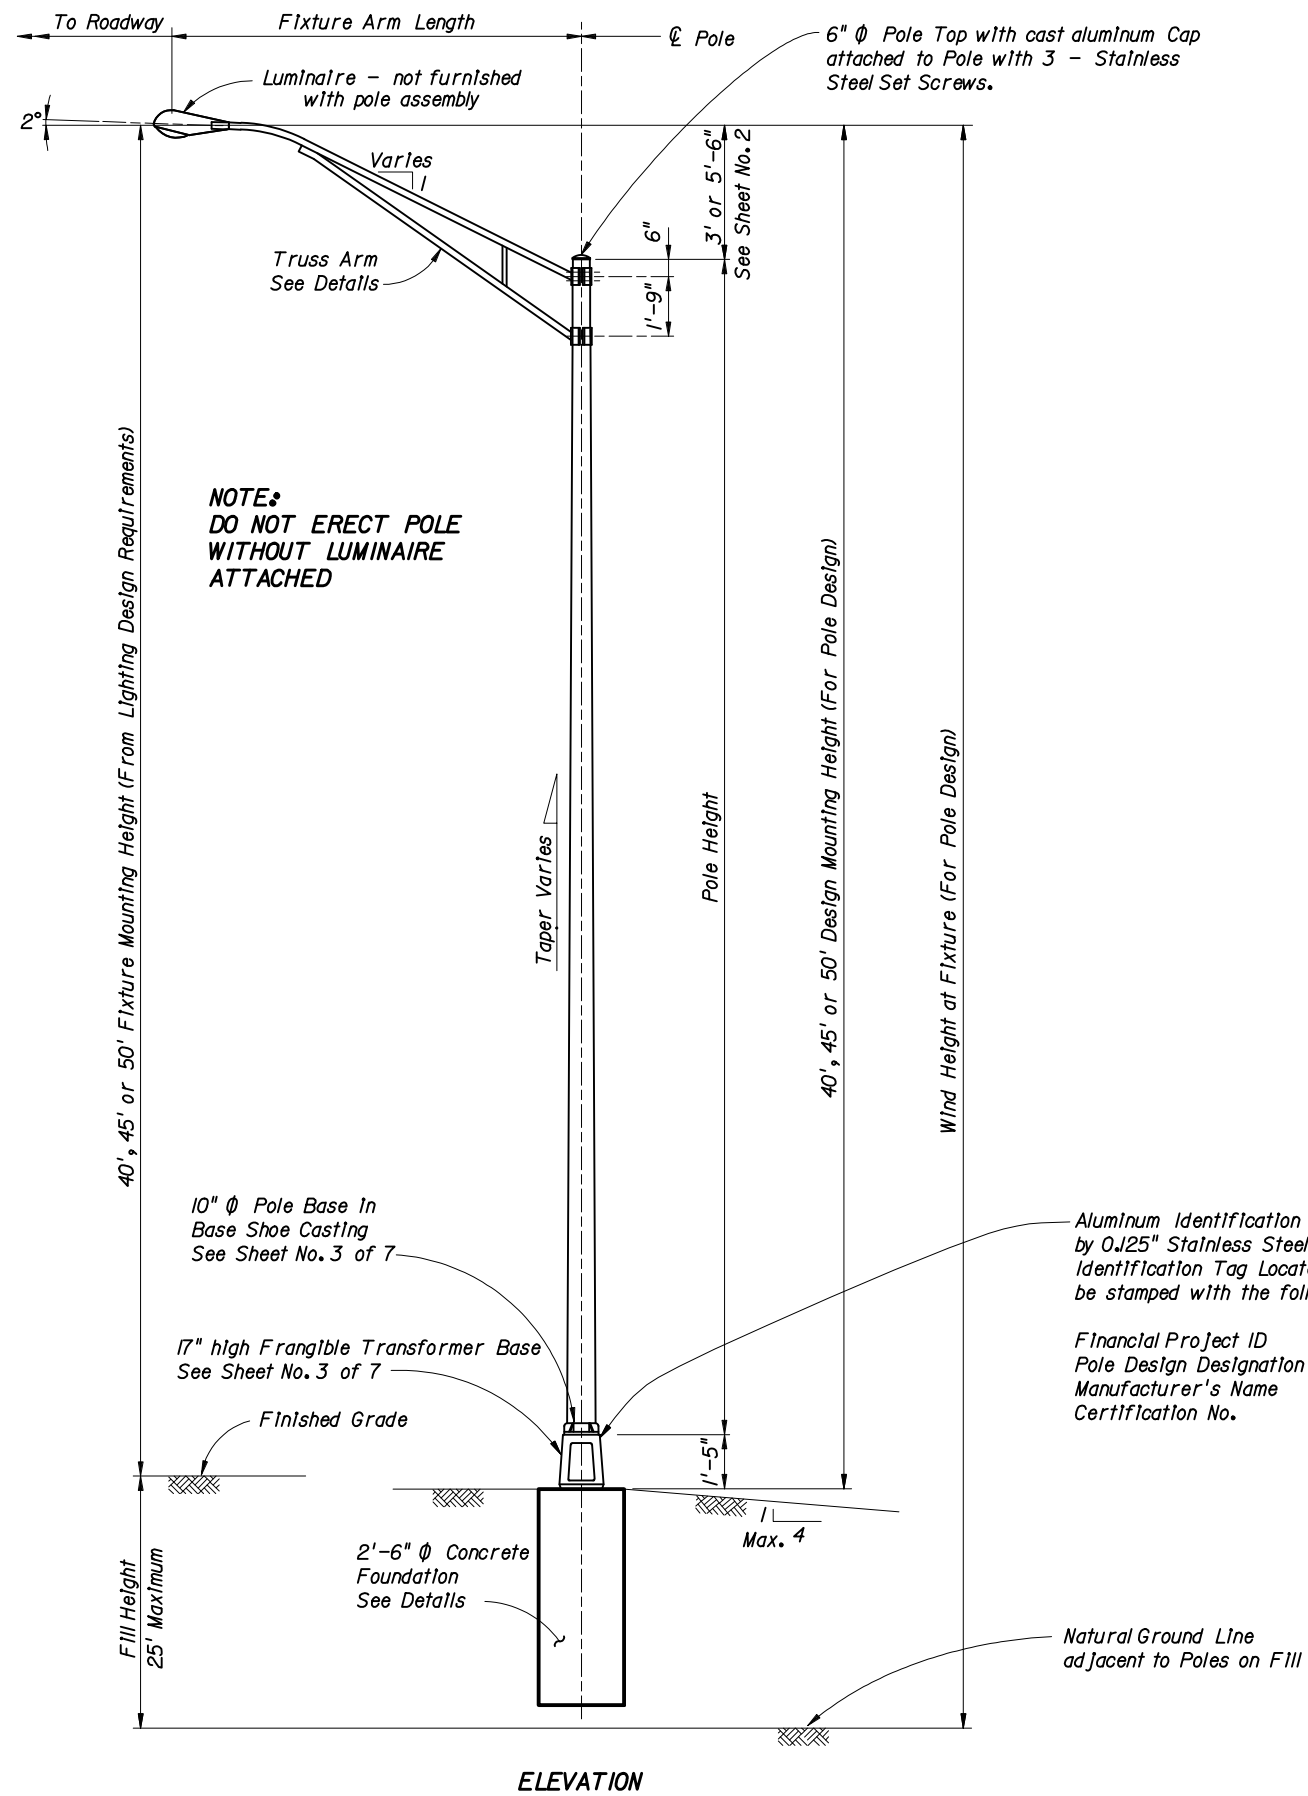 To Roadway
Fixture Arm Length
℄ Pole
6" ϕ Pole Top with cast aluminum Cap
attached to Pole with 3 - Stainless
Steel Set Screws.
Luminaire - not furnished
with pole assembly
2°
Varies
1
3' or 5'-6"
See Sheet No. 2
6"
1'-9"
Truss Arm
See Details
NOTE:
DO NOT ERECT POLE
WITHOUT LUMINAIRE
ATTACHED
40', 45' or 50' Fixture Mounting Height (From Lighting Design Requirements)
Taper Varies
Pole Height
40', 45' or 50' Design Mounting Height (For Pole Design)
Wind Height at Fixture (For Pole Design)
10" ϕ Pole Base in
Base Shoe Casting
See Sheet No. 3 of 7
17" high Frangible Transformer Base
See Sheet No. 3 of 7
Finished Grade
Aluminum Identification
by 0.125" Stainless Steel
Identification Tag Locat
be stamped with the foll
Financial Project ID
Pole Design Designation
Manufacturer's Name
Certification No.
1'-5"
1
Max. 4
2'-6" ϕ Concrete
Foundation
See Details
Fill Height
25' Maximum
Natural Ground Line
adjacent to Poles on Fill
ELEVATION